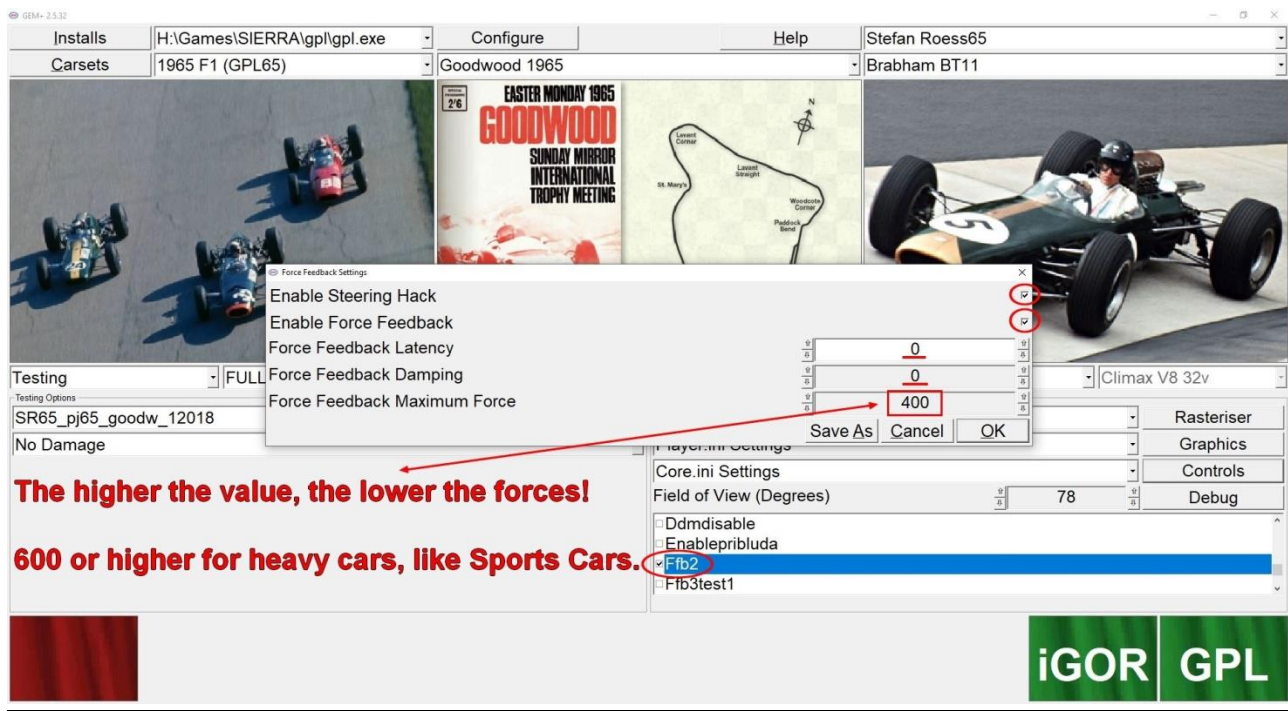 GEM+ 2.5.32
Installs H:\Games\SIERRA\gpl\gpl.exe Configure Help Stefan Roess65
Carsets 1965 F1 (GPL65) Goodwood 1965 Brabham BT11
2'6
EASTER MONDAY 1965
GOODWOOD
SUNDAY MIRROR
INTERNATIONAL
TROPHY MEETING
N
Lavant
Corner
Lavant
Straight
St. Mary's
Woodcote
Corner
Paddock
Bend
5
Force Feedback Settings
Enable Steering Hack
Enable Force Feedback
Force Feedback Latency 0
Force Feedback Damping 0
Force Feedback Maximum Force 400
Save As Cancel OK
Testing FULL Climax V8 32v
Testing Options
SR65_pj65_goodw_12018 Rasteriser
No Damage Player.ini Settings Graphics
Core.ini Settings Controls
Field of View (Degrees) 78 Debug
Ddmdisable
Enablepribluda
Ffb2
Ffb3test1
The higher the value, the lower the forces!
600 or higher for heavy cars, like Sports Cars.
iGOR GPL